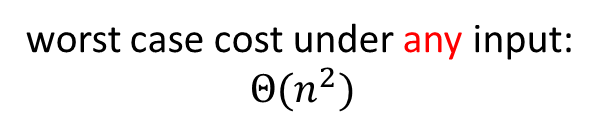 worst case cost under any input:
Θ(n²)